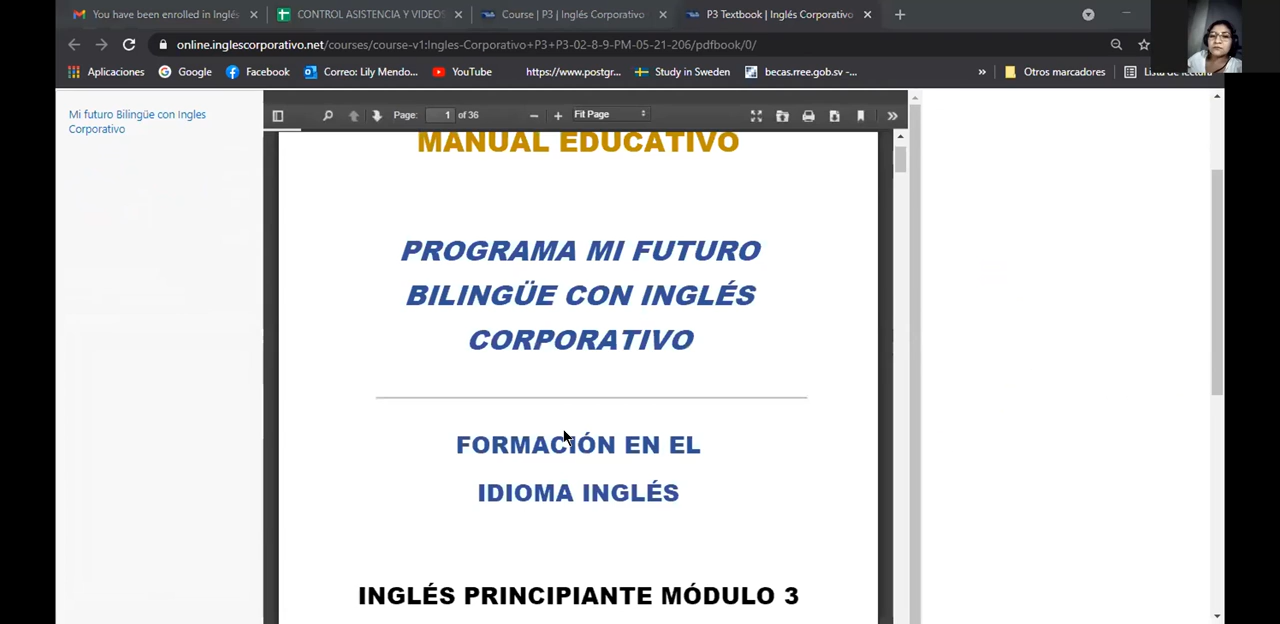 You have been enrolled in Inglés
CONTROL ASISTENCIA Y VIDEOS
Course | P3 | Inglés Corporativo
P3 Textbook | Inglés Corporativo
online.inglescorporativo.net/courses/course-v1:Ingles-Corporativo+P3+P3-02-8-9-PM-05-21-206/pdfbook/0/
Aplicaciones
Google
Facebook
Correo: Lily Mendo...
YouTube
https://www.postgr...
Study in Sweden
becas.rree.gob.sv -...
»
Otros marcadores
Mi futuro Bilingüe con Ingles
Corporativo
Page: 1 of 36
Fit Page
MANUAL EDUCATIVO
PROGRAMA MI FUTURO
BILINGÜE CON INGLÉS
CORPORATIVO
FORMACIÓN EN EL
IDIOMA INGLÉS
INGLÉS PRINCIPIANTE MÓDULO 3